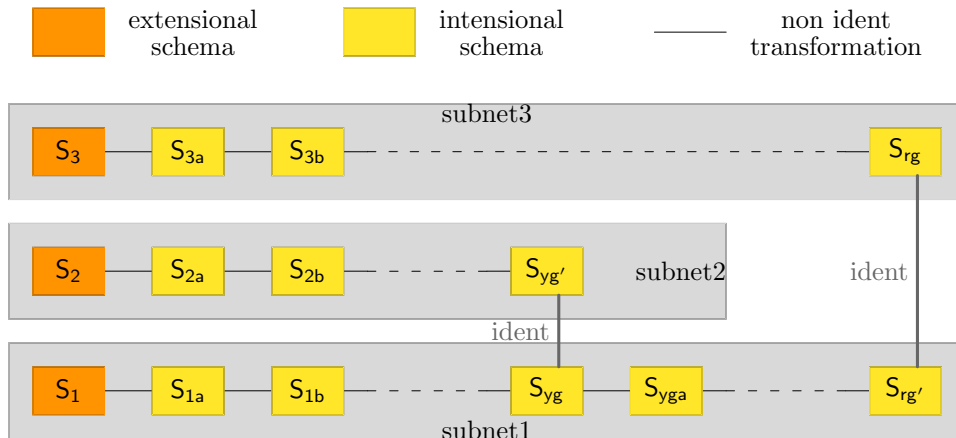 extensional
schema
intensional
schema
non ident
transformation
subnet3
S3 S3a S3b Srg
S2 S2a S2b Syg' subnet2
ident
ident
S1 S1a S1b Syg Syga Srg'
subnet1